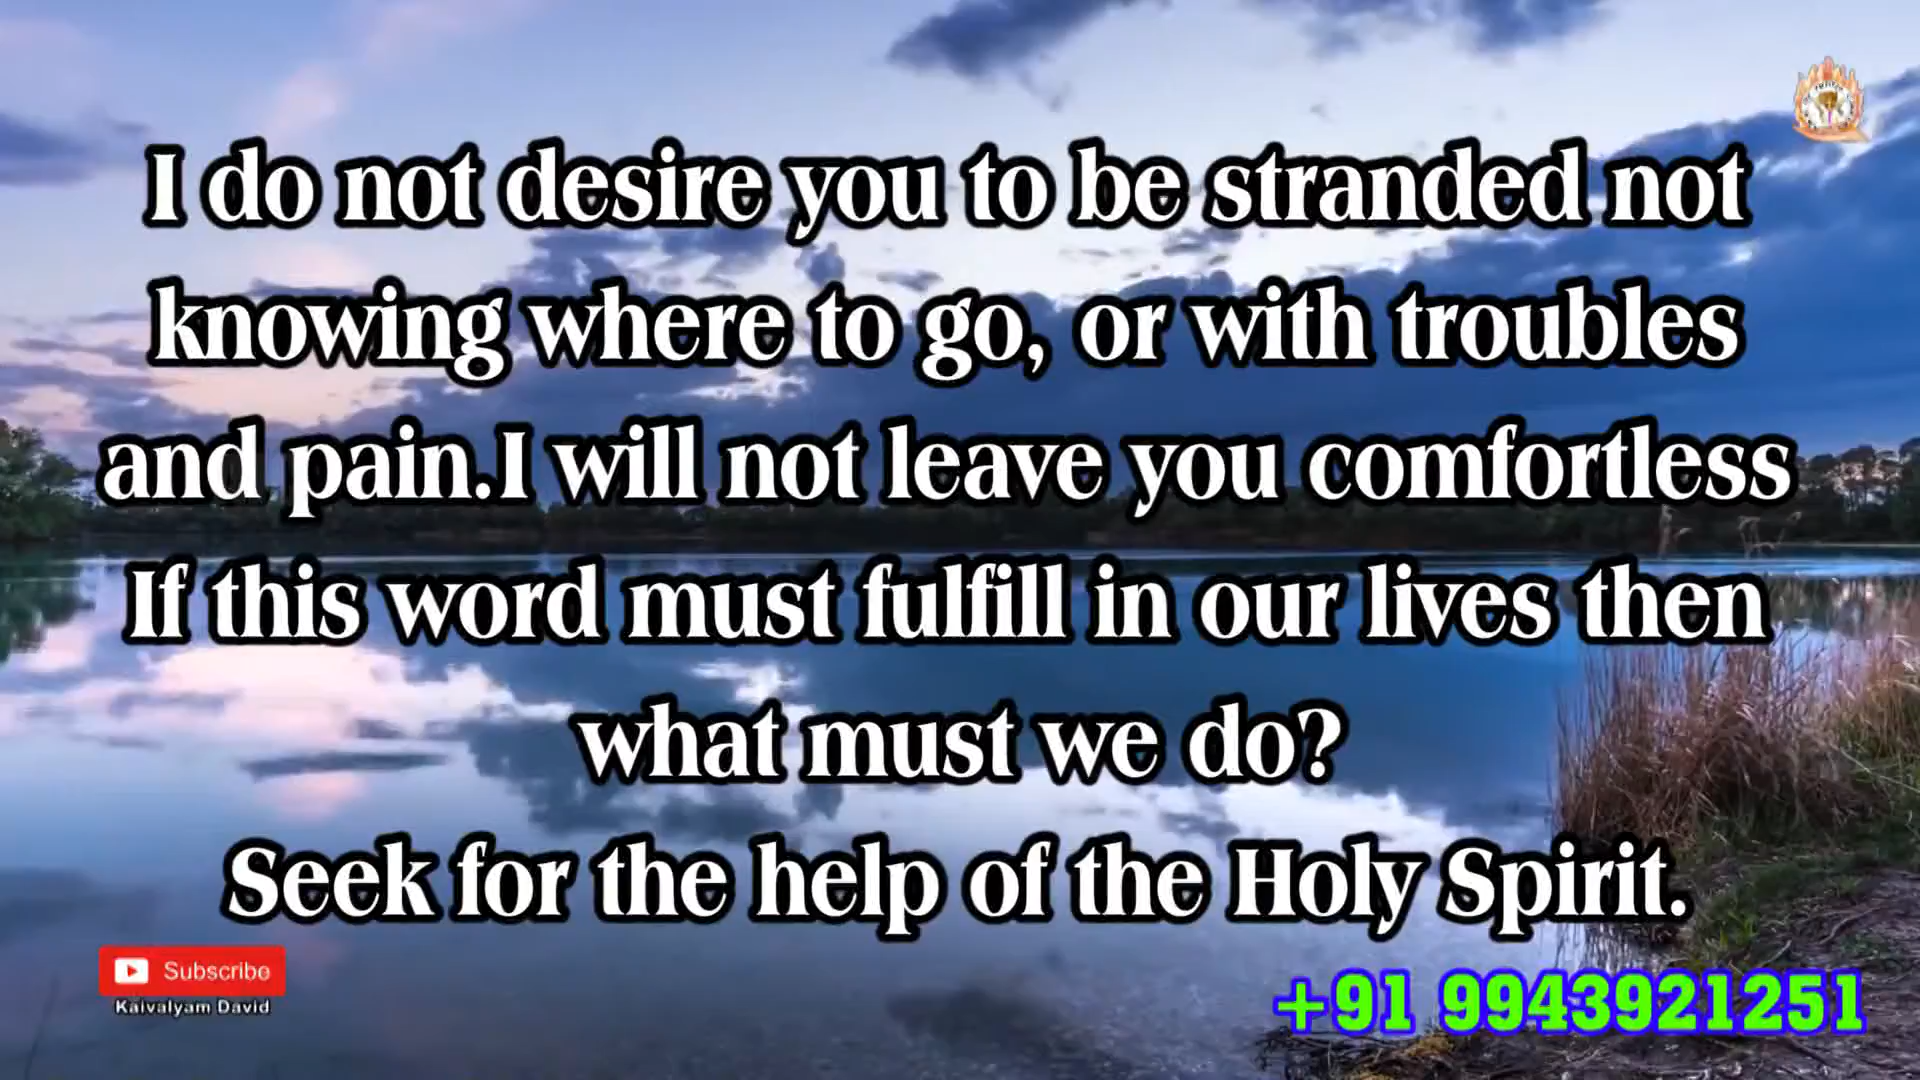 I do not desire you to be stranded not
knowing where to go, or with troubles
and pain.I will not leave you comfortless
If this word must fulfill in our lives then
what must we do?
Seek for the help of the Holy Spirit.
Subscribe
Kaivalyam David
+91 9943921251